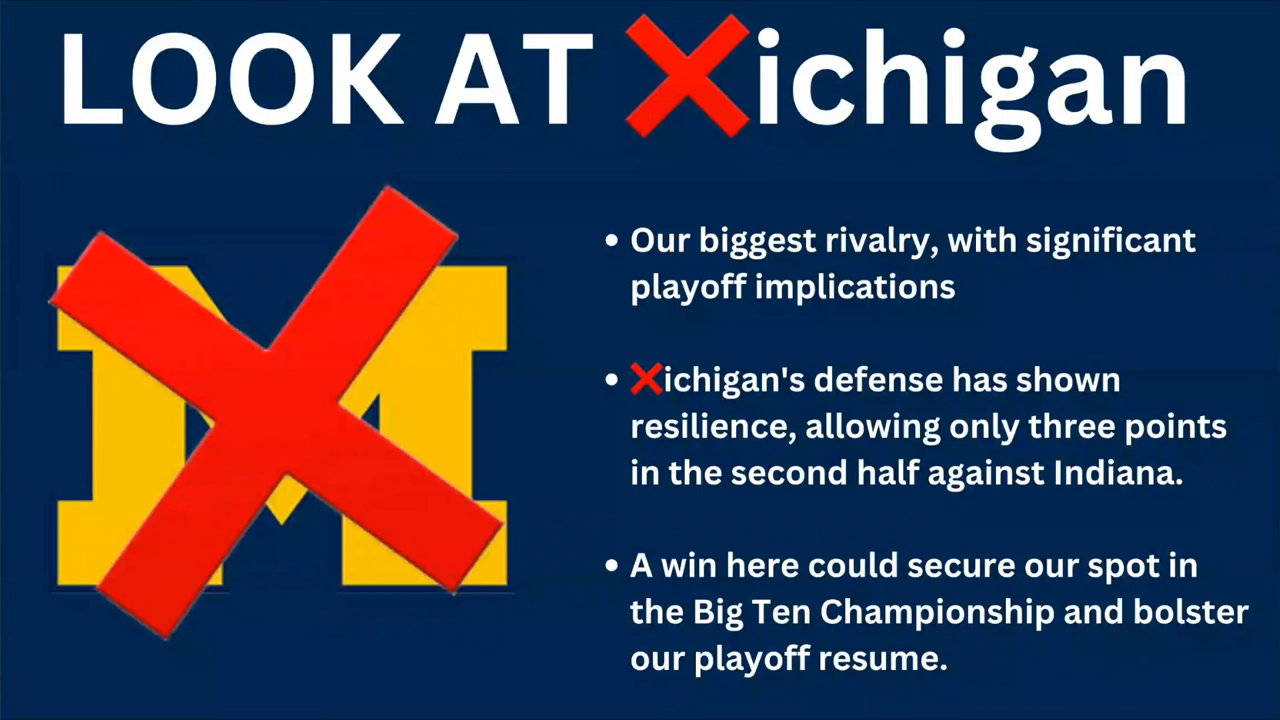 LOOK AT ❌ichigan
• Our biggest rivalry, with significant
playoff implications
• ❌ichigan's defense has shown
resilience, allowing only three points
in the second half against Indiana.
• A win here could secure our spot in
the Big Ten Championship and bolster
our playoff resume.
M